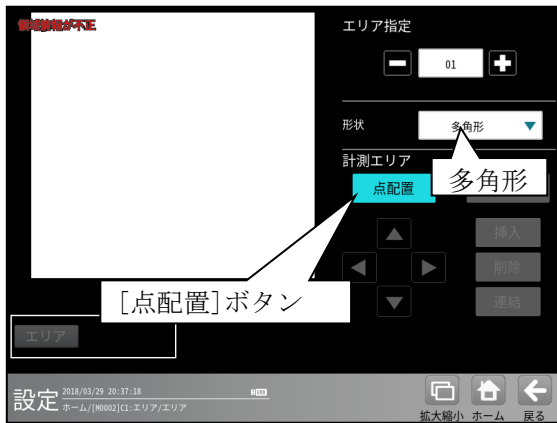 領域情報が不正
エリア指定
01
形状
多角形
計測エリア
点配置
多角形
挿入
削除
連結
[点配置]ボタン
エリア
設定
2018/03/29 20:37:18
ホーム/[M0002]C1:エリア/エリア
拡大縮小
ホーム
戻る